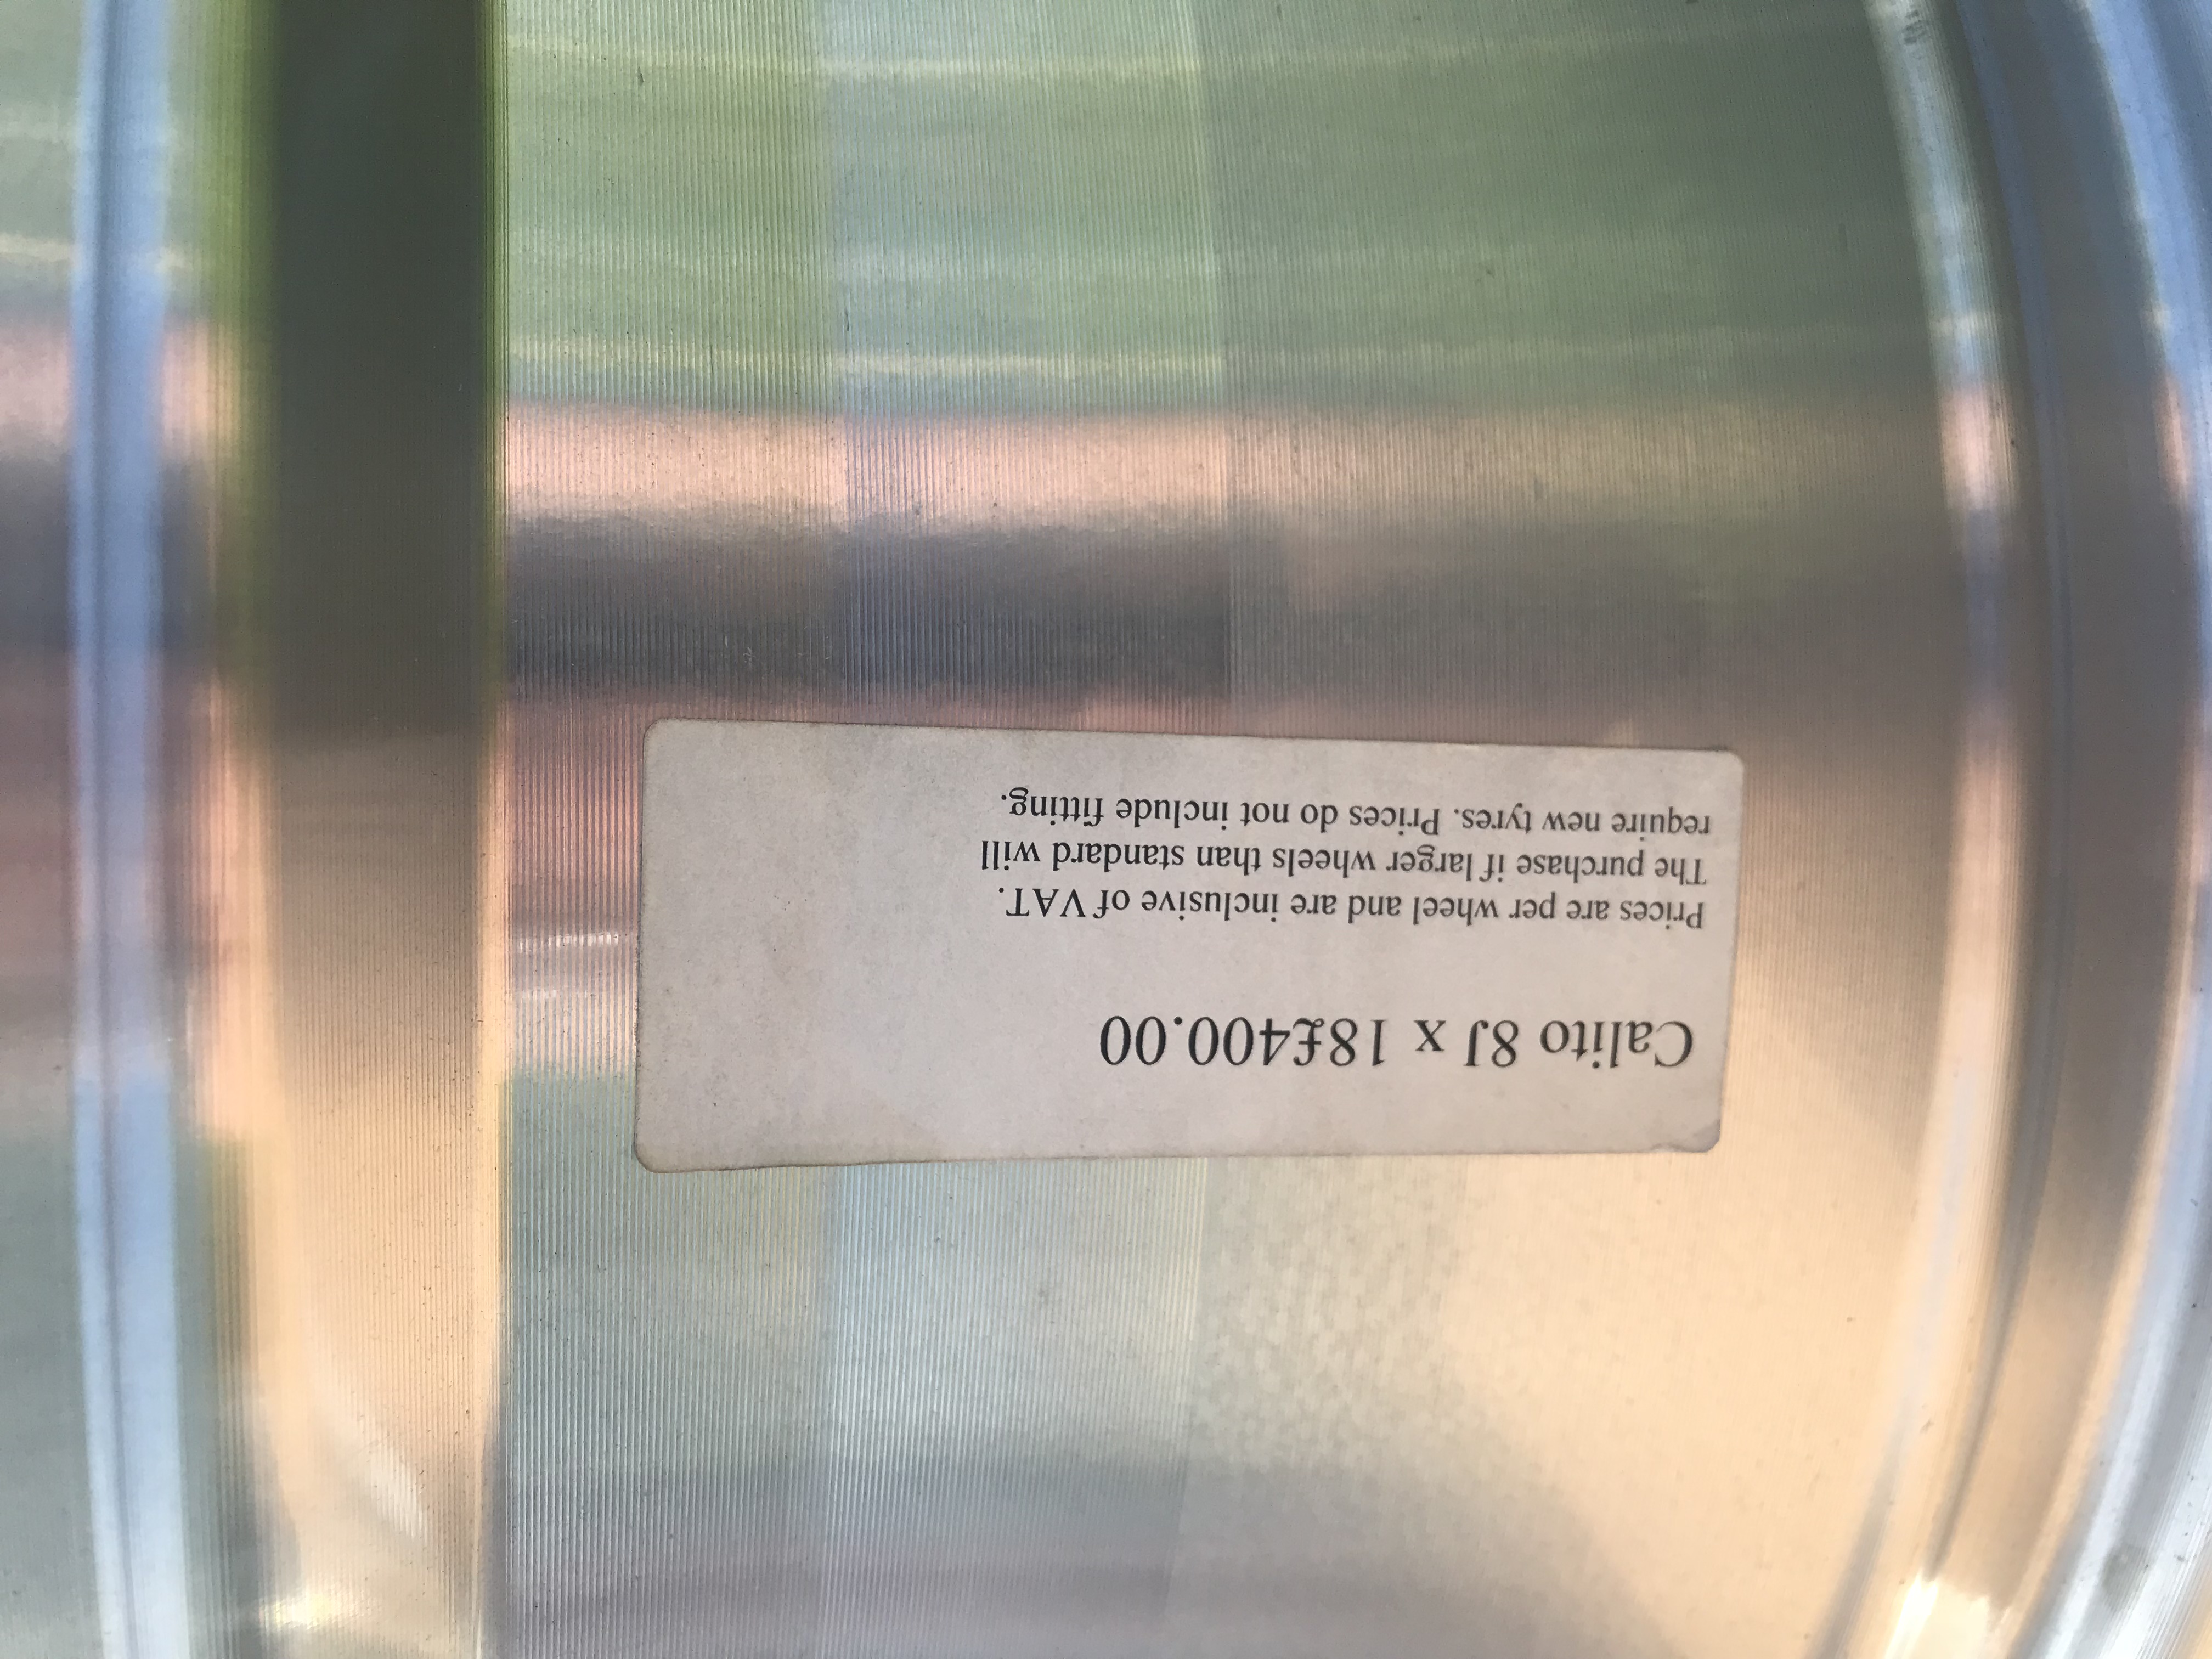 Calito 8J x 18£400.00
Prices are per wheel and are inclusive of VAT.
The purchase if larger wheels than standard will
require new tyres. Prices do not include fitting.